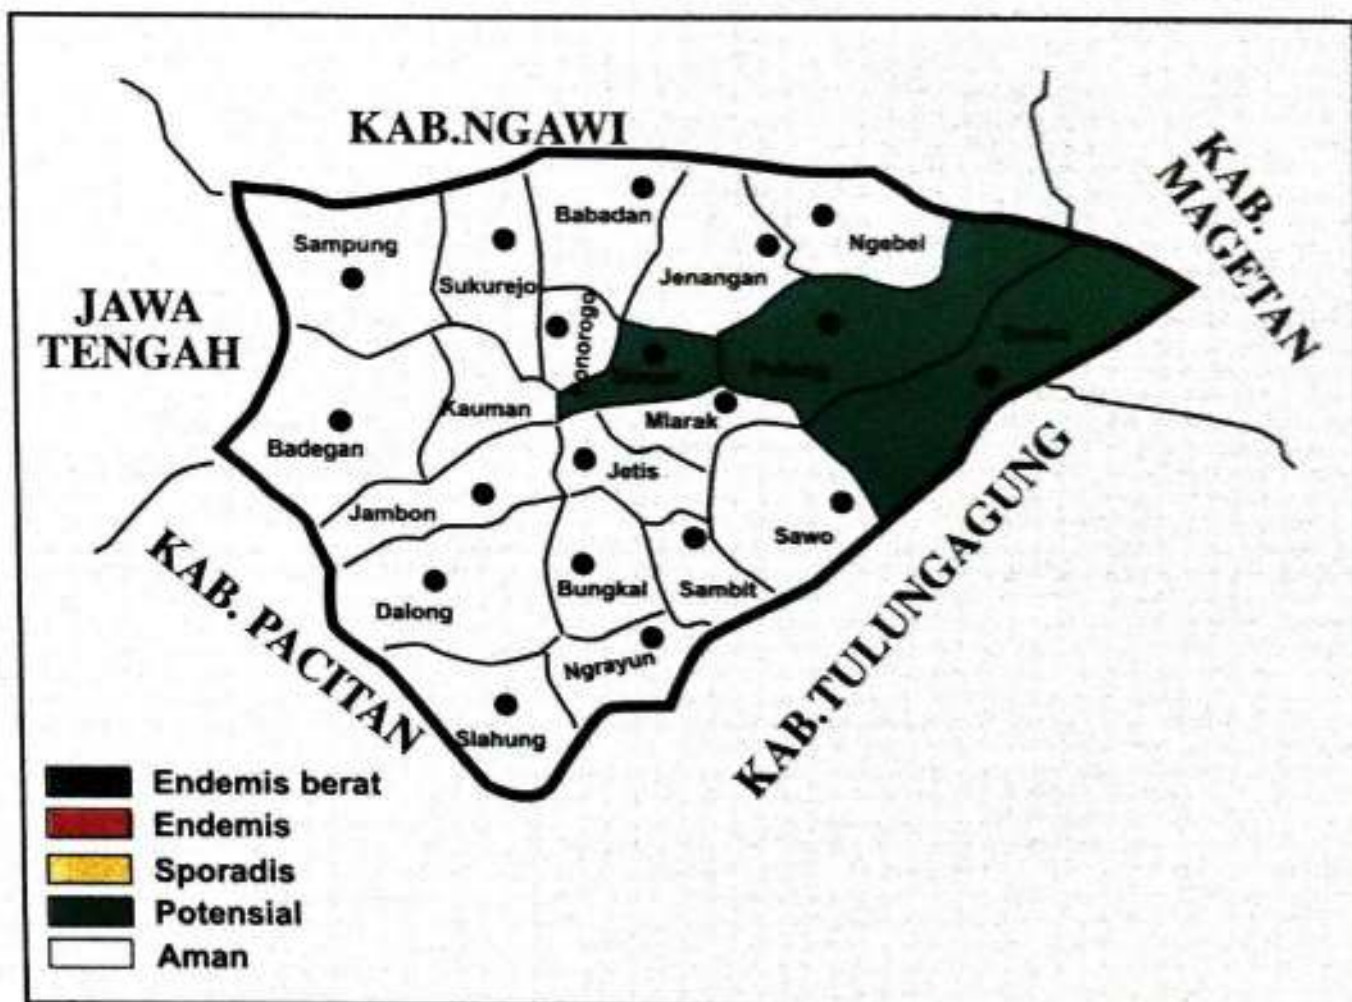 KAB.NGAWI
KAB.
MAGETAN
Babadan
Ngebel
Sampung
Jenangan
Sukurejo
JAWA
TENGAH
Pulung
Kauman
Mlarak
Badegan
Jetis
Jambon
Sawo
KAB. PACITAN
Bungkal
Sambit
Dalong
KAB.TULUNGAGUNG
Ngrayun
Slahung
Endemis berat
Endemis
Sporadis
Potensial
Aman